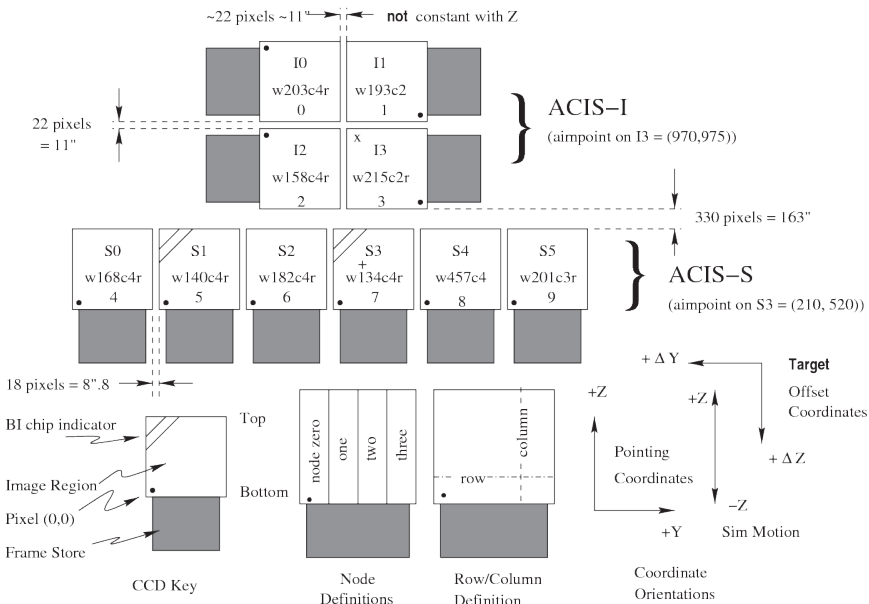 ~22 pixels ~11"
not constant with Z
I0
w203c4r
0
I1
w193c2
1
ACIS-I
(aimpoint on I3 = (970,975))
22 pixels
= 11"
I2
w158c4r
2
x
I3
w215c2r
3
330 pixels = 163"
S0
w168c4r
4
S1
w140c4r
5
S2
w182c4r
6
S3
+
w134c4r
7
S4
w457c4
8
S5
w201c3r
9
ACIS-S
(aimpoint on S3 = (210, 520))
18 pixels = 8".8
BI chip indicator
Image Region
Pixel (0,0)
Frame Store
Top
Bottom
CCD Key
node zero
one
two
three
Node
Definitions
row
column
Row/Column
Definition
+Z
Pointing
Coordinates
+Y
+ Δ Y
Target
Offset
Coordinates
+ Δ Z
+Z
−Z
Sim Motion
Coordinate
Orientations